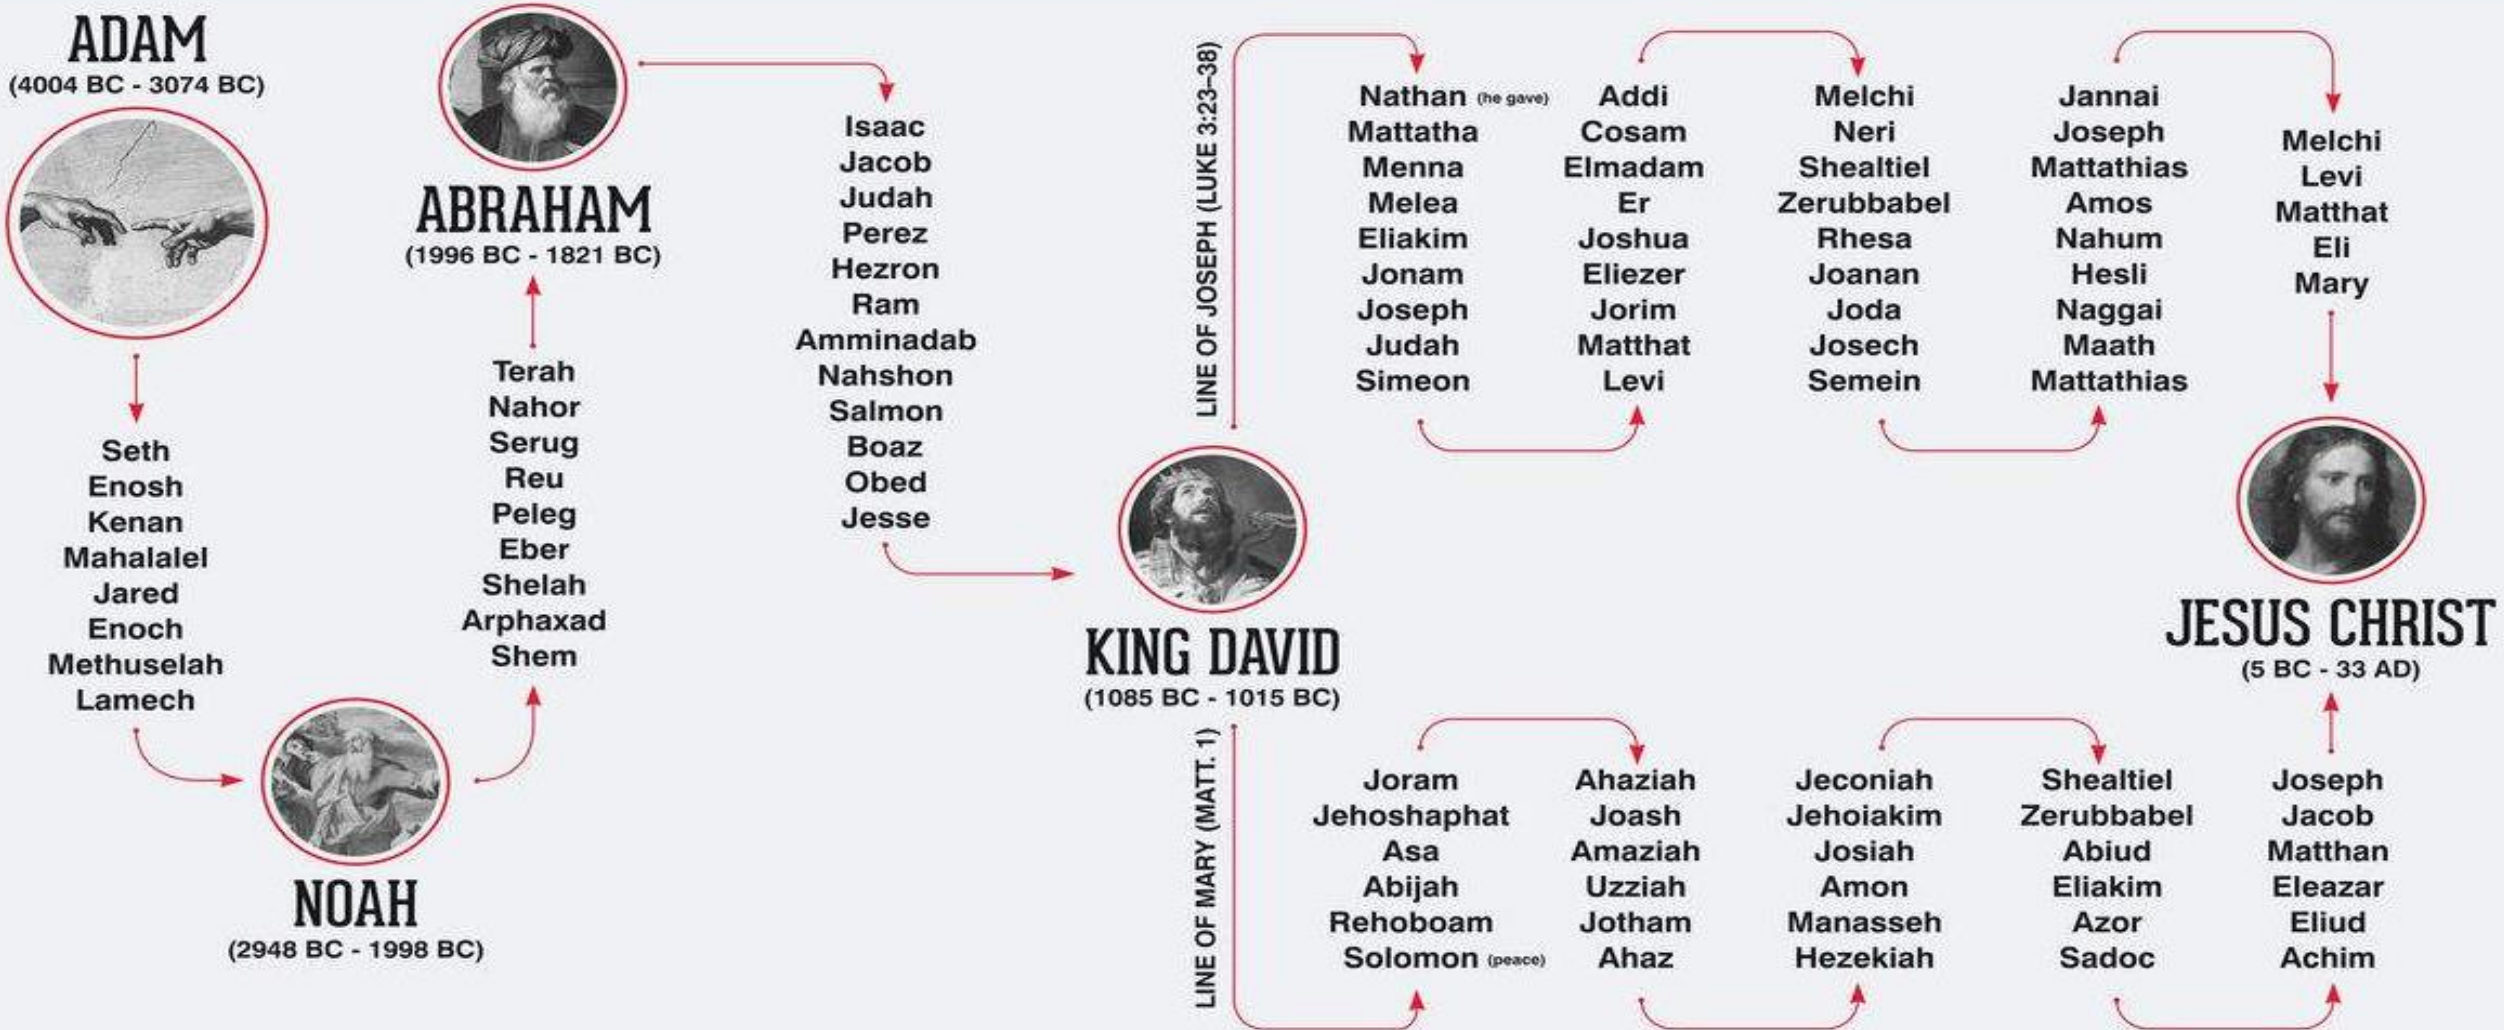 ADAM
(4004 BC - 3074 BC)
Seth
Enosh
Kenan
Mahalalel
Jared
Enoch
Methuselah
Lamech
NOAH
(2948 BC - 1998 BC)
Terah
Nahor
Serug
Reu
Peleg
Eber
Shelah
Arphaxad
Shem
ABRAHAM
(1996 BC - 1821 BC)
Isaac
Jacob
Judah
Perez
Hezron
Ram
Amminadab
Nahshon
Salmon
Boaz
Obed
Jesse
KING DAVID
(1085 BC - 1015 BC)
LINE OF JOSEPH (LUKE 3:23–38)
Nathan (he gave)
Mattatha
Menna
Melea
Eliakim
Jonam
Joseph
Judah
Simeon
Addi
Cosam
Elmadam
Er
Joshua
Eliezer
Jorim
Matthat
Levi
Melchi
Neri
Shealtiel
Zerubbabel
Rhesa
Joanan
Joda
Josech
Semein
Jannai
Joseph
Mattathias
Amos
Nahum
Hesli
Naggai
Maath
Mattathias
Melchi
Levi
Matthat
Eli
Mary
LINE OF MARY (MATT. 1)
Joram
Jehoshaphat
Asa
Abijah
Rehoboam
Solomon (peace)
Ahaziah
Joash
Amaziah
Uzziah
Jotham
Ahaz
Jeconiah
Jehoiakim
Josiah
Amon
Manasseh
Hezekiah
Shealtiel
Zerubbabel
Abiud
Eliakim
Azor
Sadoc
Joseph
Jacob
Matthan
Eleazar
Eliud
Achim
JESUS CHRIST
(5 BC - 33 AD)